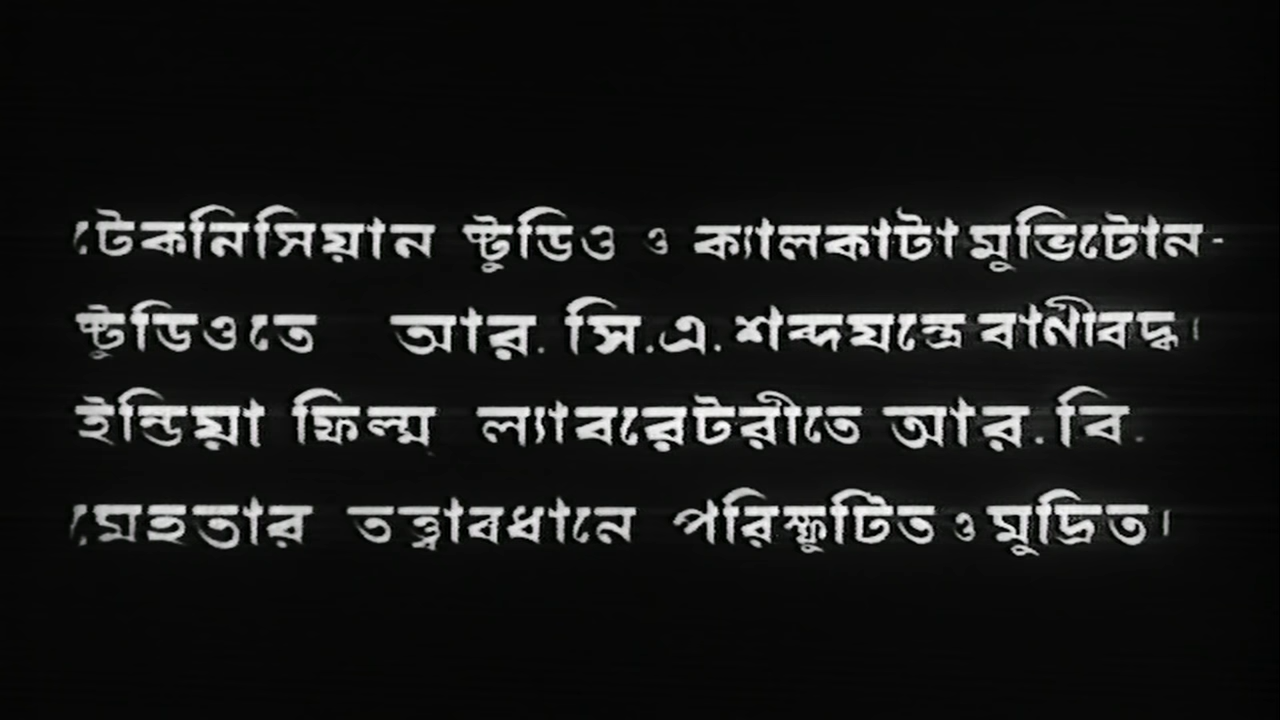 টেকনিসিয়ান ষ্টুডিও ও ক্যালকাটা মুভিটোন-
ষ্টুডিওতে আর. সি.এ. শব্দযন্ত্রে বাণীবদ্ধ।
ইন্ডিয়া ফিল্ম ল্যাবরেটরীতে আর. বি.
মেহতার তত্ত্বাবধানে পরিস্ফুটিত ও মুদ্রিত।